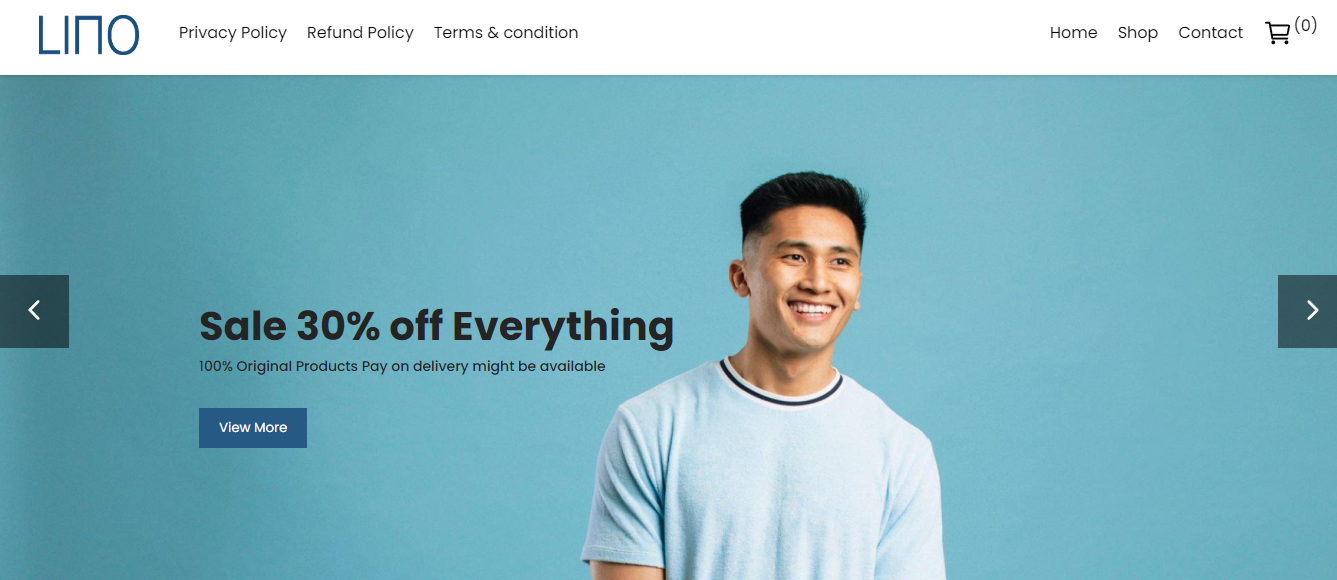 LINO
Privacy Policy Refund Policy Terms & condition
Home Shop Contact (0)
Sale 30% off Everything
100% Original Products Pay on delivery might be available
View More